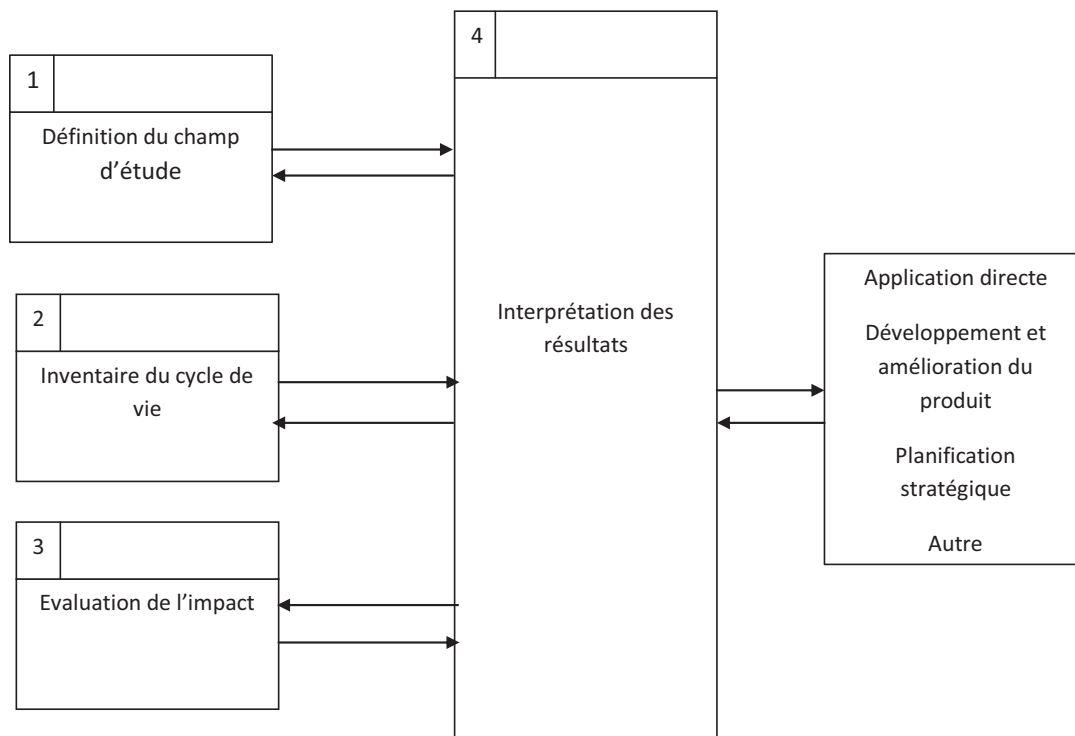 1
Définition du champ
d’étude
2
Inventaire du cycle de
vie
3
Evaluation de l’impact
4
Interprétation des
résultats
Application directe
Développement et
amélioration du
produit
Planification
stratégique
Autre